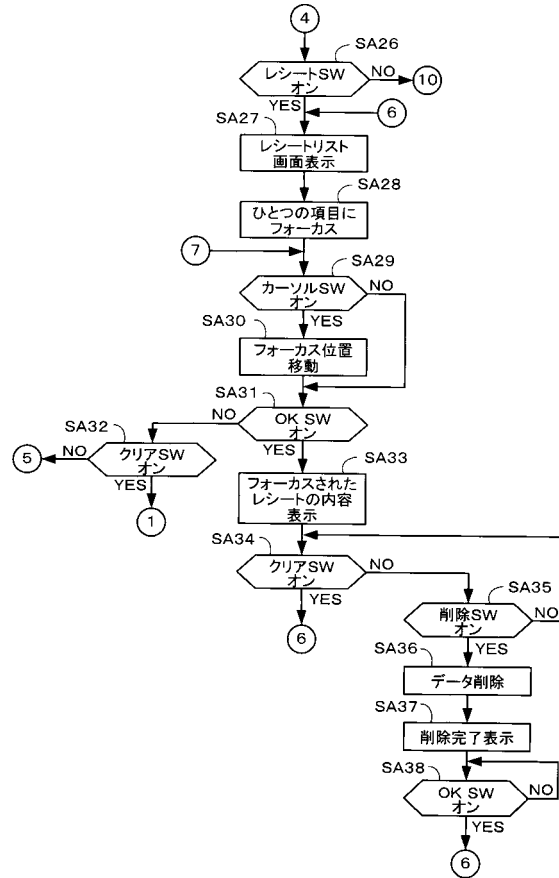 4
SA26
レシートSW
オン
NO
10
YES
6
SA27
レシートリスト
画面表示
SA28
ひとつの項目に
フォーカス
7
SA29
カーソルSW
オン
NO
YES
SA30
フォーカス位置
移動
SA31
OK SW
オン
NO
YES
SA32
クリアSW
オン
NO
5
YES
1
SA33
フォーカスされた
レシートの内容
表示
SA34
クリアSW
オン
NO
YES
6
SA35
削除SW
オン
NO
YES
SA36
データ削除
SA37
削除完了表示
SA38
OK SW
オン
NO
YES
6